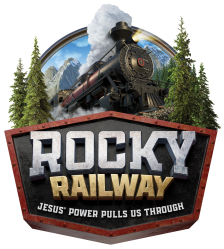 ROCKY
RAILWAY
JESUS' POWER PULLS US THROUGH